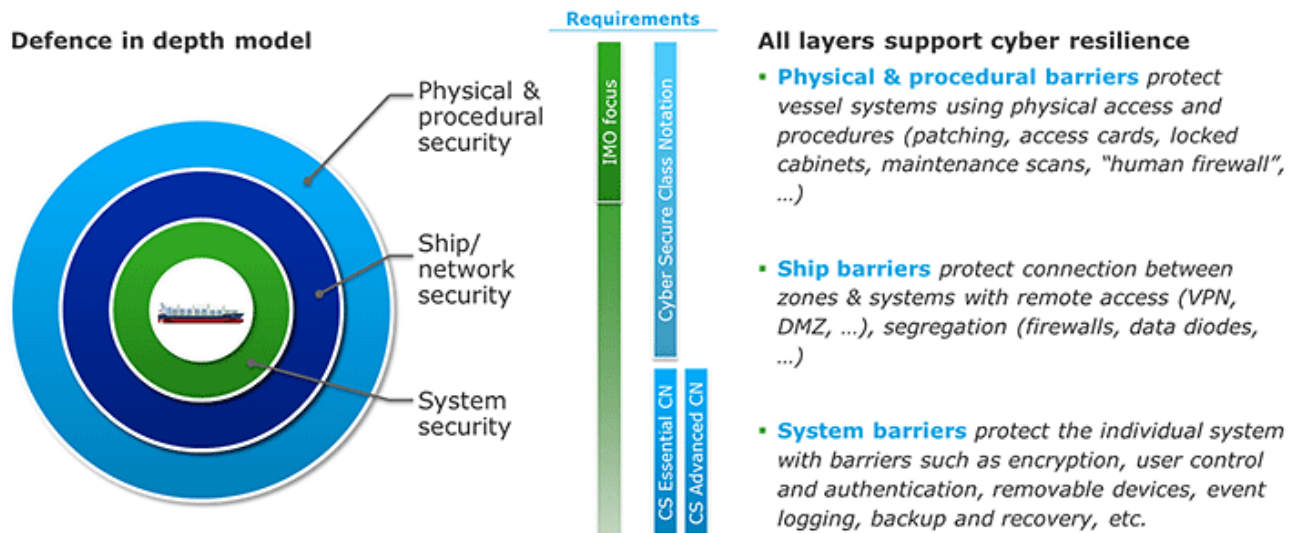 Defence in depth model
Physical &
procedural
security
Ship/
network
security
System
security
Requirements
IMO focus
Cyber Secure Class Notation
CS Essential CN
CS Advanced CN
All layers support cyber resilience
▪ Physical & procedural barriers protect
vessel systems using physical access and
procedures (patching, access cards, locked
cabinets, maintenance scans, “human firewall”,
…)
▪ Ship barriers protect connection between
zones & systems with remote access (VPN,
DMZ, …), segregation (firewalls, data diodes,
…)
▪ System barriers protect the individual system
with barriers such as encryption, user control
and authentication, removable devices, event
logging, backup and recovery, etc.